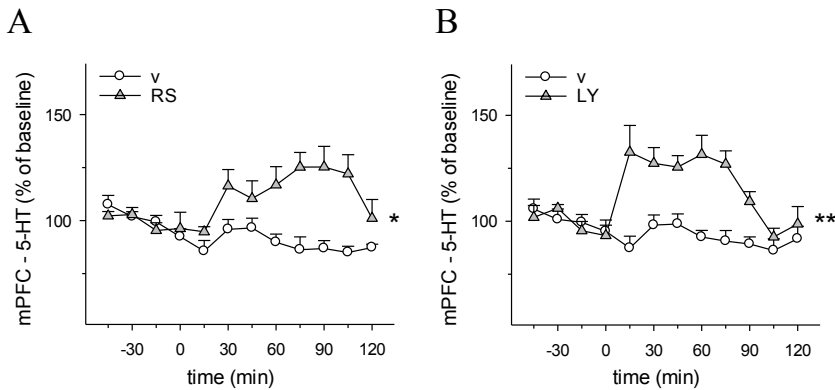 A
v
RS
mPFC - 5-HT (% of baseline)
150
100
*
-30 0 30 60 90 120
time (min)
B
v
LY
mPFC - 5-HT (% of baseline)
150
100
**
-30 0 30 60 90 120
time (min)